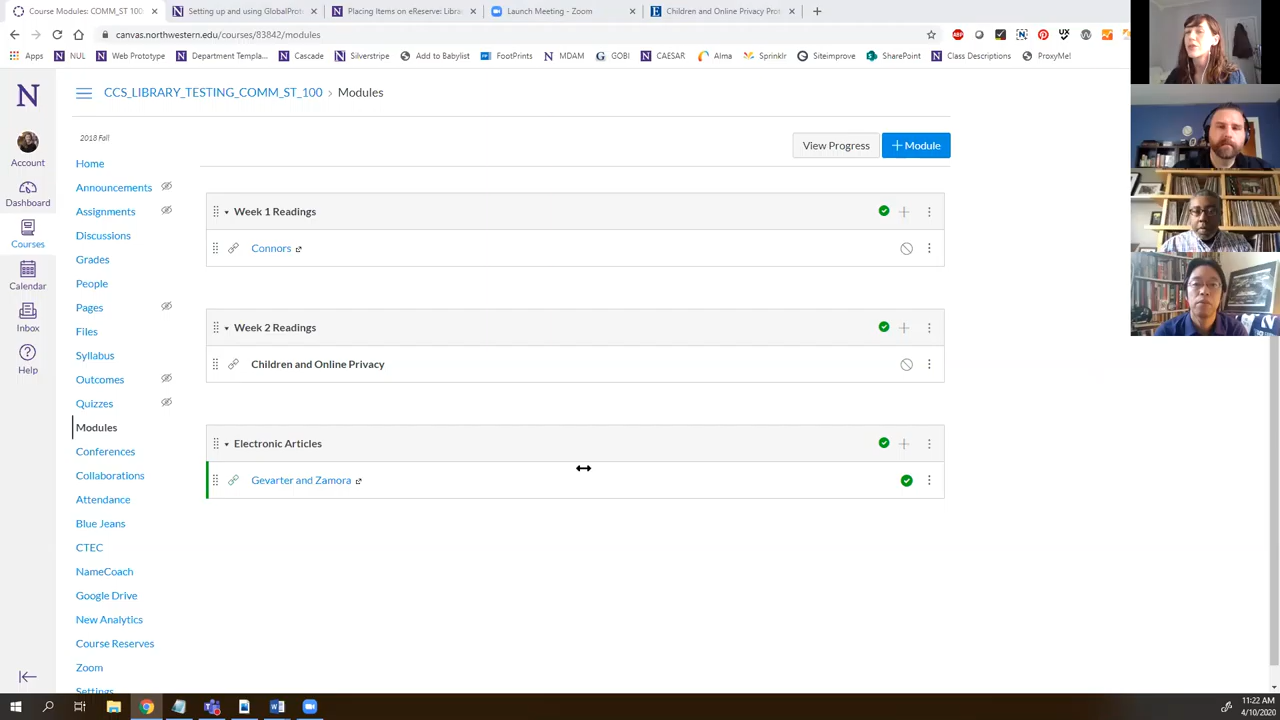 Course Modules: COMM_ST_100
Setting up and using GlobalProt
Placing Items on eReserve: Libra
Launch Meeting - Zoom
Children and Online Privacy Prot
canvas.northwestern.edu/courses/83842/modules
Apps
NUL
Web Prototype
Department Templa...
Cascade
Silverstripe
Add to Babylist
FootPrints
MDAM
GOBI
CAESAR
Alma
Sprinklr
Siteimprove
SharePoint
Class Descriptions
ProxyMe!
N
Account
Dashboard
Courses
Calendar
Inbox
Help
CCS_LIBRARY_TESTING_COMM_ST_100 › Modules
2018 Fall
Home
Announcements
Assignments
Discussions
Grades
People
Pages
Files
Syllabus
Outcomes
Quizzes
Modules
Conferences
Collaborations
Attendance
Blue Jeans
CTEC
NameCoach
Google Drive
New Analytics
Course Reserves
Zoom
Settings
View Progress
+ Module
Week 1 Readings
Connors
Week 2 Readings
Children and Online Privacy
Electronic Articles
Gevarter and Zamora
11:22 AM
4/10/2020